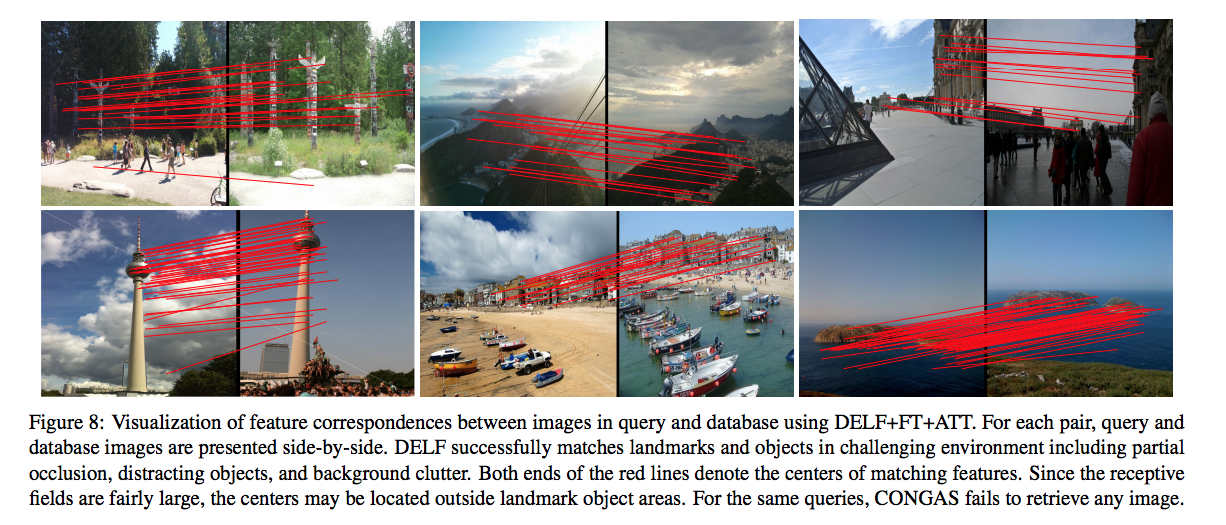 Figure 8: Visualization of feature correspondences between images in query and database using DELF+FT+ATT. For each pair, query and
database images are presented side-by-side. DELF successfully matches landmarks and objects in challenging environment including partial
occlusion, distracting objects, and background clutter. Both ends of the red lines denote the centers of matching features. Since the receptive
fields are fairly large, the centers may be located outside landmark object areas. For the same queries, CONGAS fails to retrieve any image.